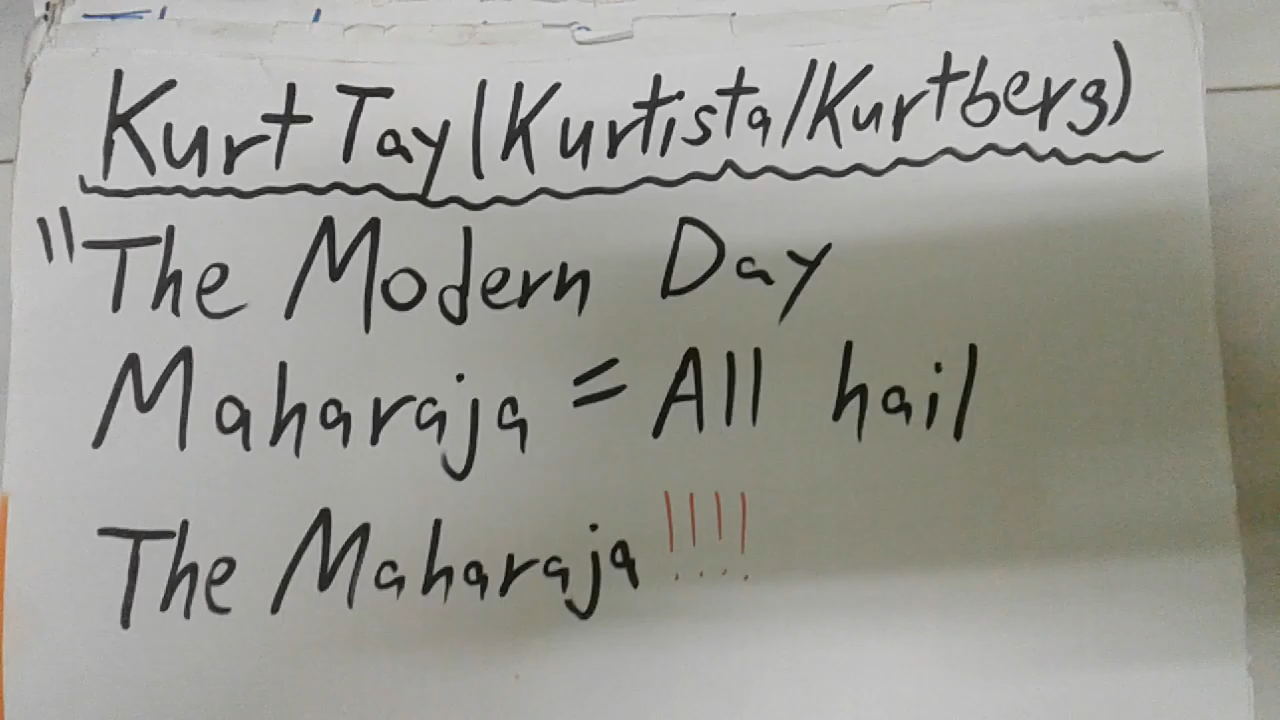 Kurt Tay(Kurtista/Kurtberg)
"The Modern Day
Maharaja = All hail
The Maharaja!!!!